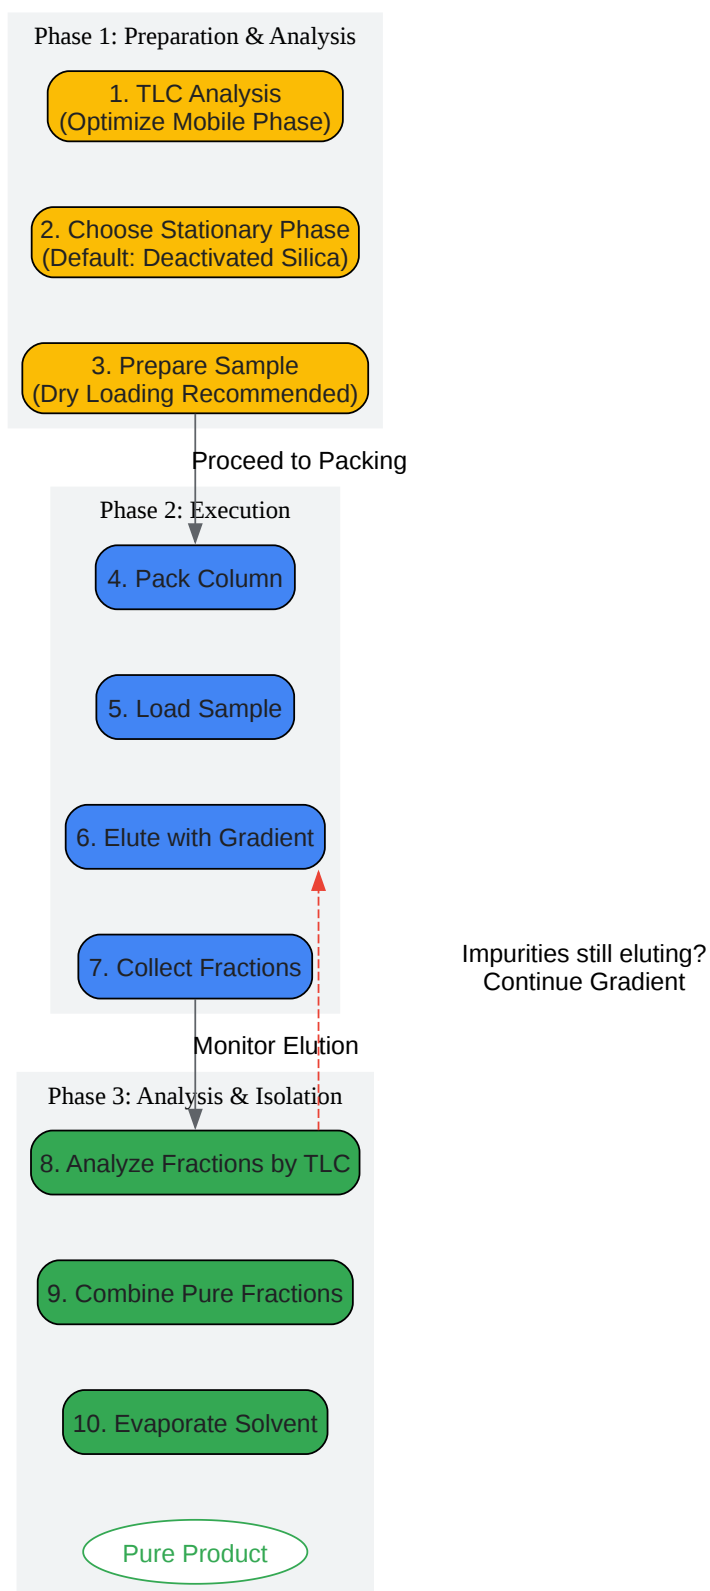 Phase 1: Preparation & Analysis
1. TLC Analysis
(Optimize Mobile Phase)
2. Choose Stationary Phase
(Default: Deactivated Silica)
3. Prepare Sample
(Dry Loading Recommended)
Proceed to Packing
Phase 2: Execution
4. Pack Column
5. Load Sample
6. Elute with Gradient
Impurities still eluting?
Continue Gradient
7. Collect Fractions
Monitor Elution
Phase 3: Analysis & Isolation
8. Analyze Fractions by TLC
9. Combine Pure Fractions
10. Evaporate Solvent
Pure Product